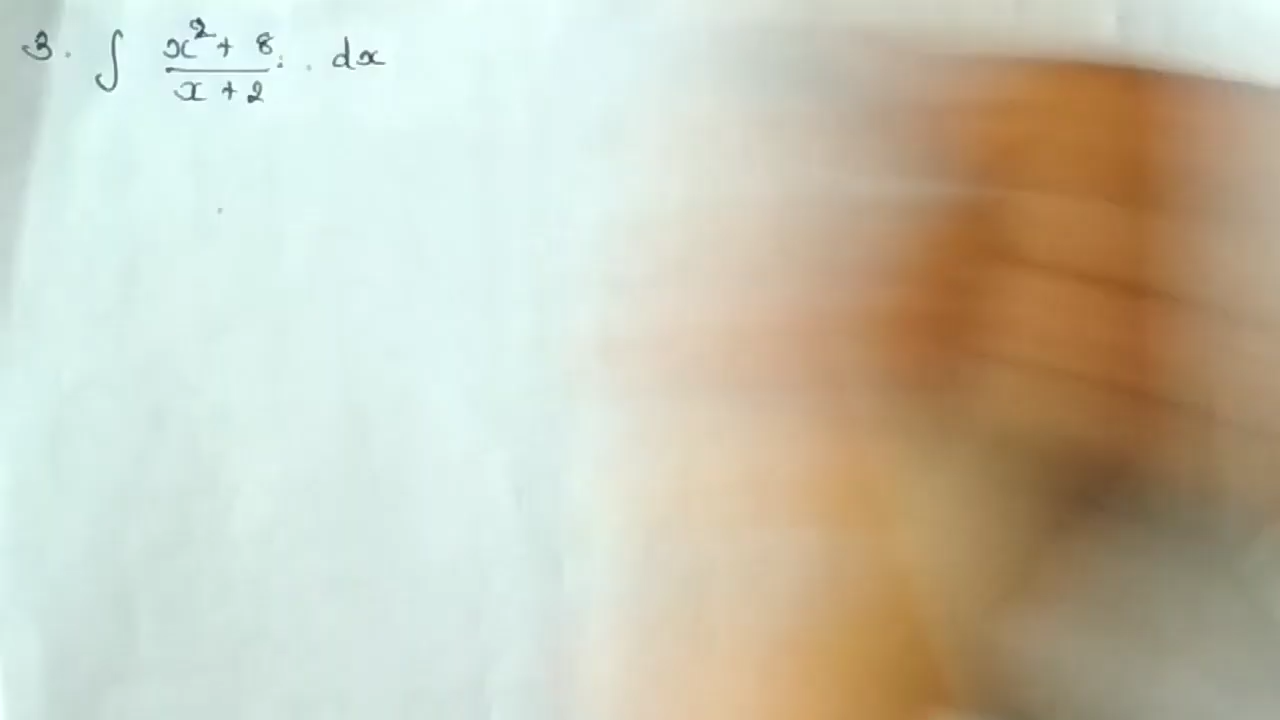 3. ∫ (x² + 8)/(x + 2) . dx